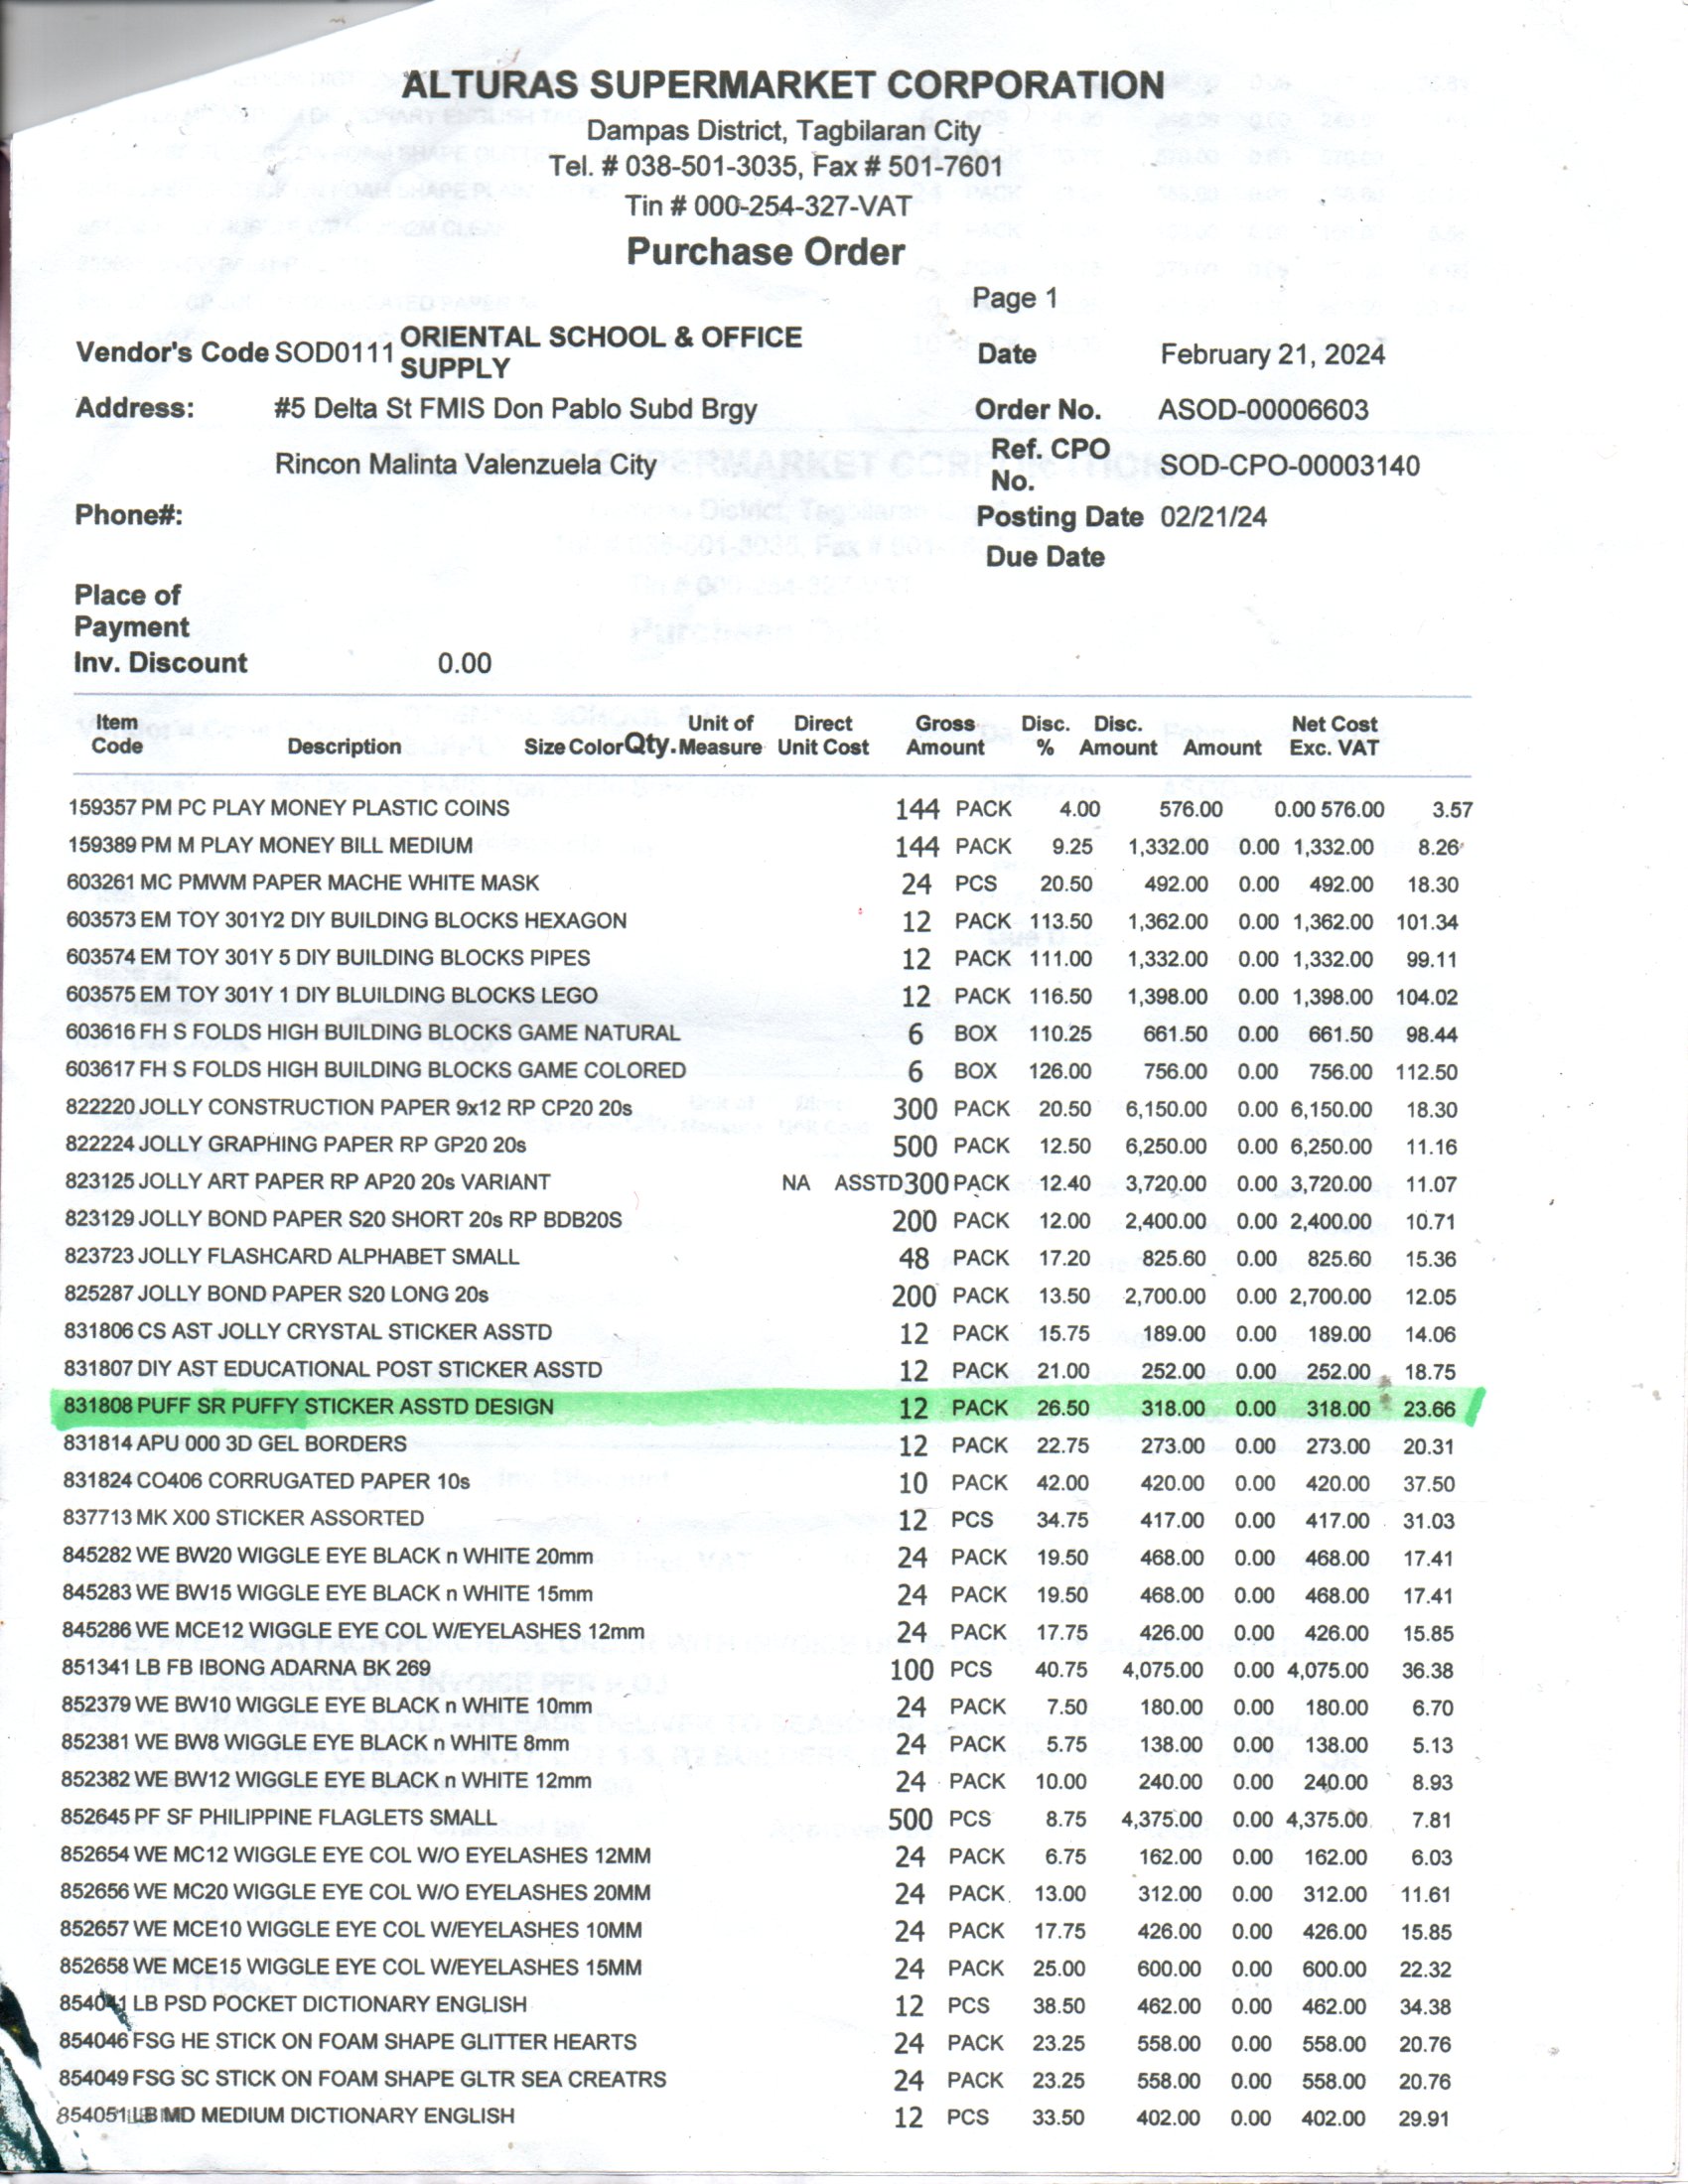 ALTURAS SUPERMARKET CORPORATION
Dampas District, Tagbilaran City
Tel. # 038-501-3035, Fax # 501-7601
Tin # 000-254-327-VAT
Purchase Order
Page 1
Vendor's Code SOD0111 ORIENTAL SCHOOL & OFFICE SUPPLY
Date February 21, 2024
Address: #5 Delta St FMIS Don Pablo Subd Brgy
Order No. ASOD-00006603
Rincon Malinta Valenzuela City
Ref. CPO No. SOD-CPO-00003140
Phone#:
Posting Date 02/21/24
Due Date
Place of Payment
Inv. Discount 0.00
Item Code Description Size Color Qty. Unit of Measure Direct Unit Cost Gross Amount Disc. % Disc. Amount Amount Net Cost Exc. VAT
159357 PM PC PLAY MONEY PLASTIC COINS 144 PACK 4.00 576.00 0.00 576.00 3.57
159389 PM M PLAY MONEY BILL MEDIUM 144 PACK 9.25 1,332.00 0.00 1,332.00 8.26
603261 MC PMWM PAPER MACHE WHITE MASK 24 PCS 20.50 492.00 0.00 492.00 18.30
603573 EM TOY 301Y2 DIY BUILDING BLOCKS HEXAGON 12 PACK 113.50 1,362.00 0.00 1,362.00 101.34
603574 EM TOY 301Y 5 DIY BUILDING BLOCKS PIPES 12 PACK 111.00 1,332.00 0.00 1,332.00 99.11
603575 EM TOY 301Y 1 DIY BLUILDING BLOCKS LEGO 12 PACK 116.50 1,398.00 0.00 1,398.00 104.02
603616 FH S FOLDS HIGH BUILDING BLOCKS GAME NATURAL 6 BOX 110.25 661.50 0.00 661.50 98.44
603617 FH S FOLDS HIGH BUILDING BLOCKS GAME COLORED 6 BOX 126.00 756.00 0.00 756.00 112.50
822220 JOLLY CONSTRUCTION PAPER 9x12 RP CP20 20s 300 PACK 20.50 6,150.00 0.00 6,150.00 18.30
822224 JOLLY GRAPHING PAPER RP GP20 20s 500 PACK 12.50 6,250.00 0.00 6,250.00 11.16
823125 JOLLY ART PAPER RP AP20 20s VARIANT NA ASSTD 300 PACK 12.40 3,720.00 0.00 3,720.00 11.07
823129 JOLLY BOND PAPER S20 SHORT 20s RP BDB20S 200 PACK 12.00 2,400.00 0.00 2,400.00 10.71
823723 JOLLY FLASHCARD ALPHABET SMALL 48 PACK 17.20 825.60 0.00 825.60 15.36
825287 JOLLY BOND PAPER S20 LONG 20s 200 PACK 13.50 2,700.00 0.00 2,700.00 12.05
831806 CS AST JOLLY CRYSTAL STICKER ASSTD 12 PACK 15.75 189.00 0.00 189.00 14.06
831807 DIY AST EDUCATIONAL POST STICKER ASSTD 12 PACK 21.00 252.00 0.00 252.00 18.75
831808 PUFF SR PUFFY STICKER ASSTD DESIGN 12 PACK 26.50 318.00 0.00 318.00 23.66
831814 APU 000 3D GEL BORDERS 12 PACK 22.75 273.00 0.00 273.00 20.31
831824 CO406 CORRUGATED PAPER 10s 10 PACK 42.00 420.00 0.00 420.00 37.50
837713 MK X00 STICKER ASSORTED 12 PCS 34.75 417.00 0.00 417.00 31.03
845282 WE BW20 WIGGLE EYE BLACK n WHITE 20mm 24 PACK 19.50 468.00 0.00 468.00 17.41
845283 WE BW15 WIGGLE EYE BLACK n WHITE 15mm 24 PACK 19.50 468.00 0.00 468.00 17.41
845286 WE MCE12 WIGGLE EYE COL W/EYELASHES 12mm 24 PACK 17.75 426.00 0.00 426.00 15.85
851341 LB FB IBONG ADARNA BK 269 100 PCS 40.75 4,075.00 0.00 4,075.00 36.38
852379 WE BW10 WIGGLE EYE BLACK n WHITE 10mm 24 PACK 7.50 180.00 0.00 180.00 6.70
852381 WE BW8 WIGGLE EYE BLACK n WHITE 8mm 24 PACK 5.75 138.00 0.00 138.00 5.13
852382 WE BW12 WIGGLE EYE BLACK n WHITE 12mm 24 PACK 10.00 240.00 0.00 240.00 8.93
852645 PF SF PHILIPPINE FLAGLETS SMALL 500 PCS 8.75 4,375.00 0.00 4,375.00 7.81
852654 WE MC12 WIGGLE EYE COL W/O EYELASHES 12MM 24 PACK 6.75 162.00 0.00 162.00 6.03
852656 WE MC20 WIGGLE EYE COL W/O EYELASHES 20MM 24 PACK 13.00 312.00 0.00 312.00 11.61
852657 WE MCE10 WIGGLE EYE COL W/EYELASHES 10MM 24 PACK 17.75 426.00 0.00 426.00 15.85
852658 WE MCE15 WIGGLE EYE COL W/EYELASHES 15MM 24 PACK 25.00 600.00 0.00 600.00 22.32
854041 LB PSD POCKET DICTIONARY ENGLISH 12 PCS 38.50 462.00 0.00 462.00 34.38
854046 FSG HE STICK ON FOAM SHAPE GLITTER HEARTS 24 PACK 23.25 558.00 0.00 558.00 20.76
854049 FSG SC STICK ON FOAM SHAPE GLTR SEA CREATRS 24 PACK 23.25 558.00 0.00 558.00 20.76
854051 LB MD MEDIUM DICTIONARY ENGLISH 12 PCS 33.50 402.00 0.00 402.00 29.91